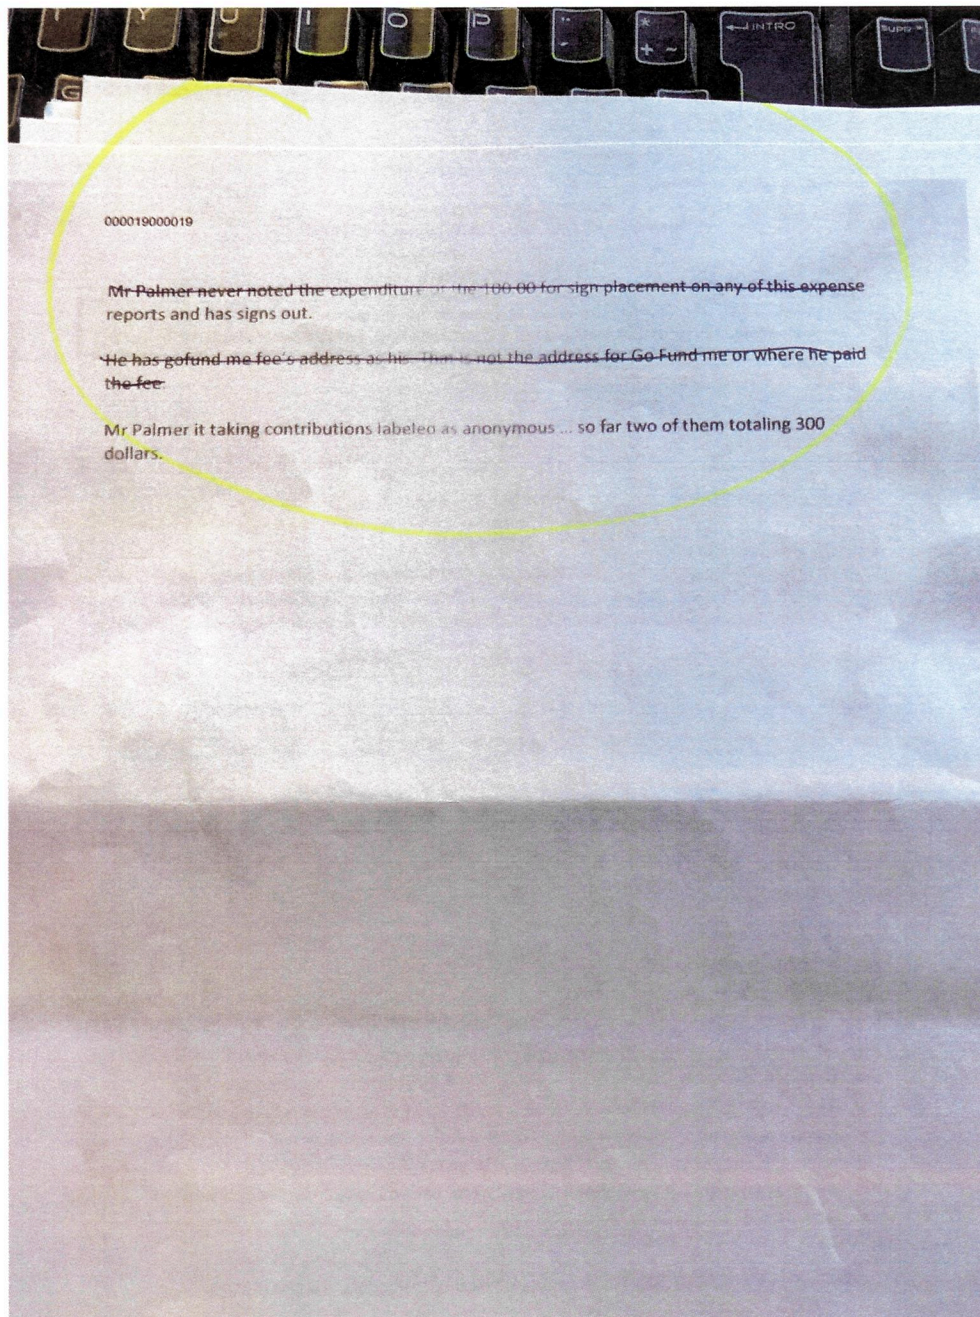 Y U I O P
* + ~
INTRO
SUPR
G
000019000019
Mr Palmer never noted the expenditure of the 100.00 for sign placement on any of this expense
reports and has signs out.
He has gofund me fee's address as his. That is not the address for Go Fund me or where he paid
the fee.
Mr Palmer it taking contributions labeled as anonymous ... so far two of them totaling 300
dollars.